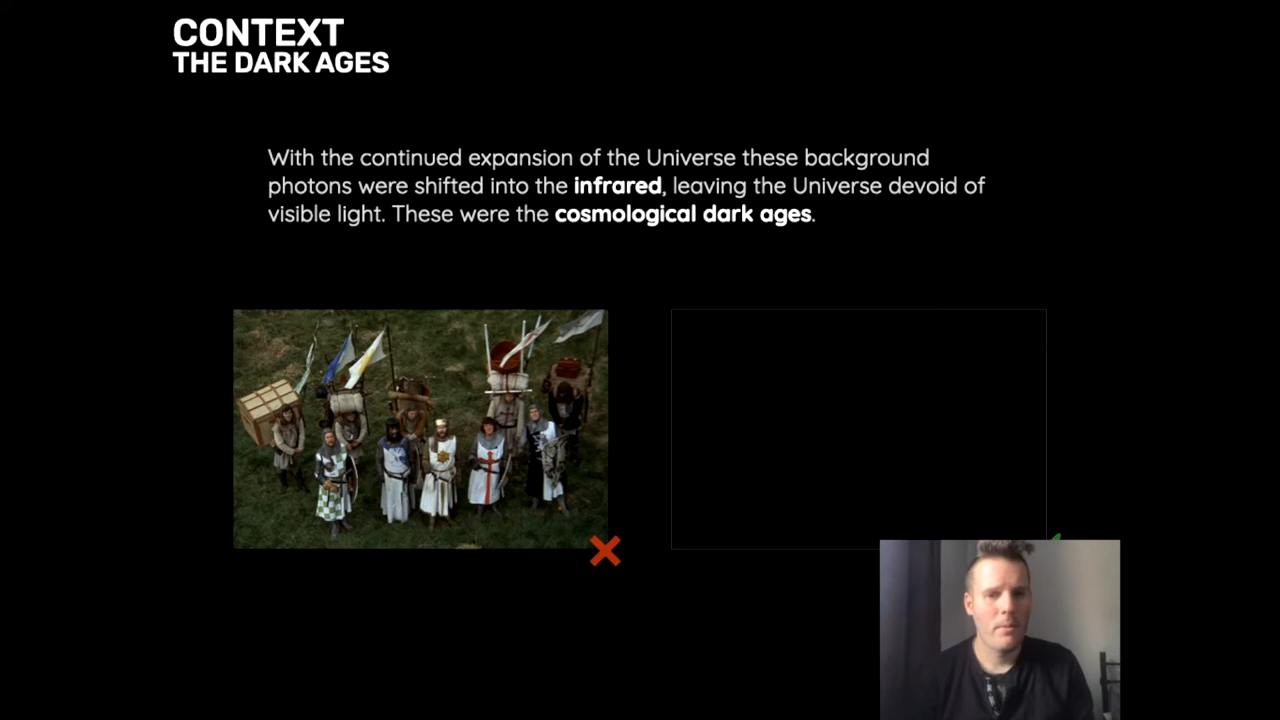 CONTEXT
THE DARK AGES
With the continued expansion of the Universe these background
photons were shifted into the infrared, leaving the Universe devoid of
visible light. These were the cosmological dark ages.